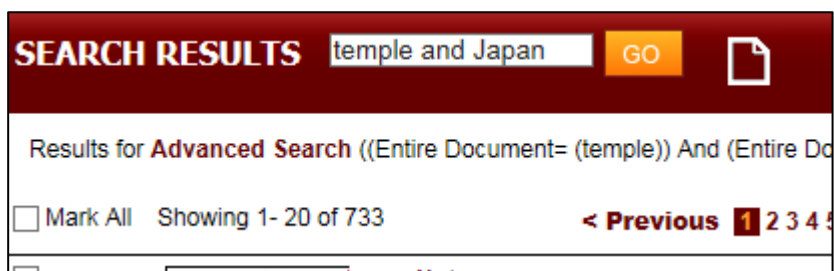 SEARCH RESULTS temple and Japan GO
Results for Advanced Search ((Entire Document= (temple)) And (Entire Do
Mark All Showing 1- 20 of 733 < Previous 1 2 3 4